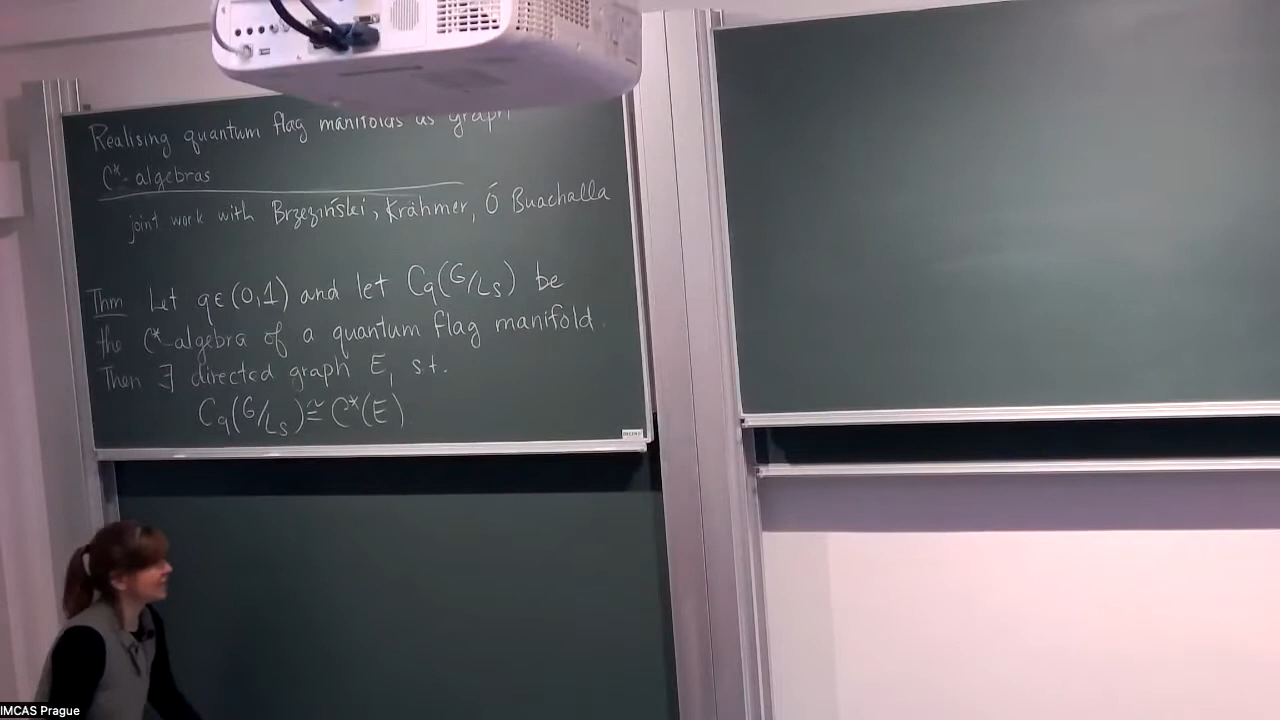 Realising quantum flag manifolds as graph
C*-algebras
joint work with Brzeziński, Krähmer, Ó Buachalla
Thm Let q∈(0,1) and let Cq(G/LS) be
the C*-algebra of a quantum flag manifold.
Then ∃ directed graph E, s.t.
Cq(G/LS)≅C*(E)
IMCAS Prague